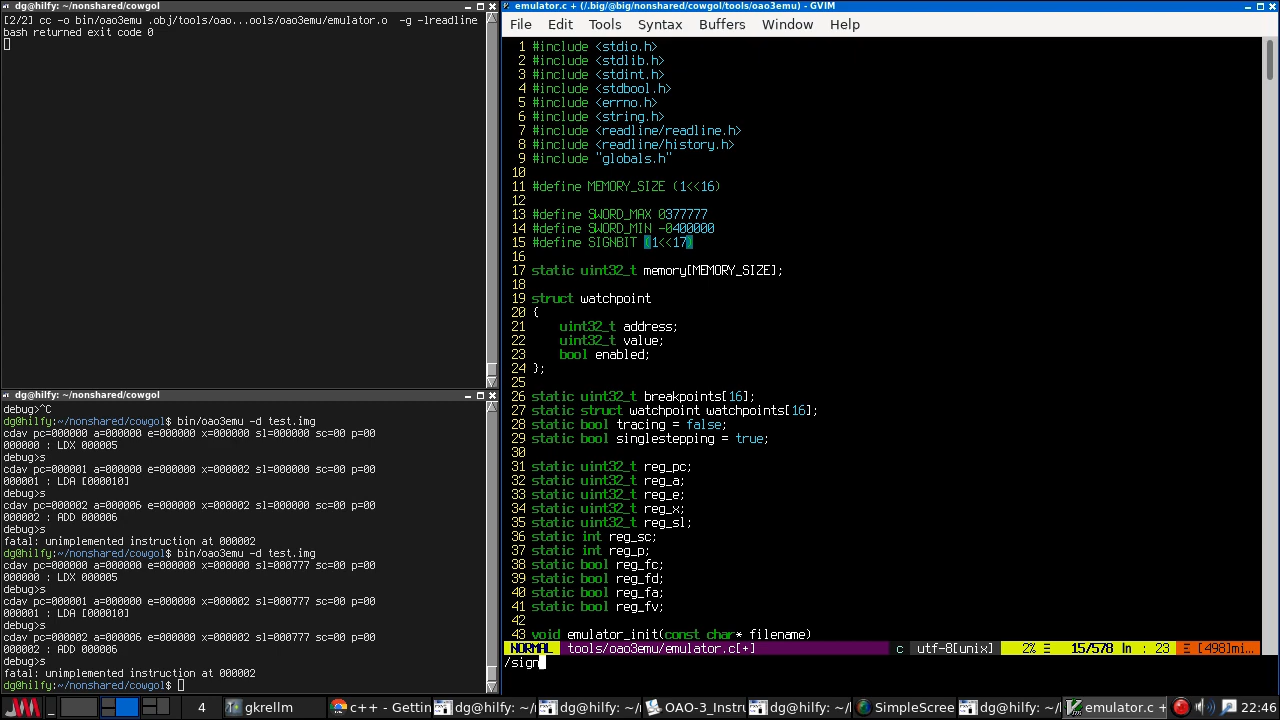 dg@hilfy: ~/nonshared/cowgol
[2/2] cc -o bin/oao3emu .obj/tools/oao..ools/oao3emu/emulator.o  -g -lreadline
bash returned exit code 0
dg@hilfy: ~/nonshared/cowgol
debug>^C
dg@hilfy:~/nonshared/cowgol$ bin/oao3emu -d test.img
cdav pc=000000 a=000000 e=000000 x=000000 sl=000000 sc=00 p=00
000000 : LDX 000005
debug>s
cdav pc=000001 a=000000 e=000000 x=000002 sl=000000 sc=00 p=00
000001 : LDA [000010]
debug>s
cdav pc=000002 a=000006 e=000000 x=000002 sl=000000 sc=00 p=00
000002 : ADD 000006
debug>s
fatal: unimplemented instruction at 000002
dg@hilfy:~/nonshared/cowgol$ bin/oao3emu -d test.img
cdav pc=000000 a=000000 e=000000 x=000000 sl=000777 sc=00 p=00
000000 : LDX 000005
debug>s
cdav pc=000001 a=000000 e=000000 x=000002 sl=000777 sc=00 p=00
000001 : LDA [000010]
debug>s
cdav pc=000002 a=000006 e=000000 x=000002 sl=000777 sc=00 p=00
000002 : ADD 000006
debug>s
fatal: unimplemented instruction at 000002
dg@hilfy:~/nonshared/cowgol$
emulator.c + (/.big/@big/nonshared/cowgol/tools/oao3emu) - GVIM
File Edit Tools Syntax Buffers Window Help
1 #include <stdio.h>
2 #include <stdlib.h>
3 #include <stdint.h>
4 #include <stdbool.h>
5 #include <errno.h>
6 #include <string.h>
7 #include <readline/readline.h>
8 #include <readline/history.h>
9 #include "globals.h"
10
11 #define MEMORY_SIZE (1<<16)
12
13 #define SWORD_MAX 0377777
14 #define SWORD_MIN -0400000
15 #define SIGNBIT (1<<17)
16
17 static uint32_t memory[MEMORY_SIZE];
18
19 struct watchpoint
20 {
21     uint32_t address;
22     uint32_t value;
23     bool enabled;
24 };
25
26 static uint32_t breakpoints[16];
27 static struct watchpoint watchpoints[16];
28 static bool tracing = false;
29 static bool singlestepping = true;
30
31 static uint32_t reg_pc;
32 static uint32_t reg_a;
33 static uint32_t reg_e;
34 static uint32_t reg_x;
35 static uint32_t reg_sl;
36 static int reg_sc;
37 static int reg_p;
38 static bool reg_fc;
39 static bool reg_fd;
40 static bool reg_fa;
41 static bool reg_fv;
42
43 void emulator_init(const char* filename)
NORMAL tools/oao3emu/emulator.c[+] c utf-8[unix] 2% ☰ 15/578 ln : 23 Ξ [498]mi…
/sign
4 gkrellm c++ - Gettin dg@hilfy: ~/ dg@hilfy: ~/ OAO-3_Instru dg@hilfy: ~/ SimpleScree dg@hilfy: ~/ emulator.c + 22:46